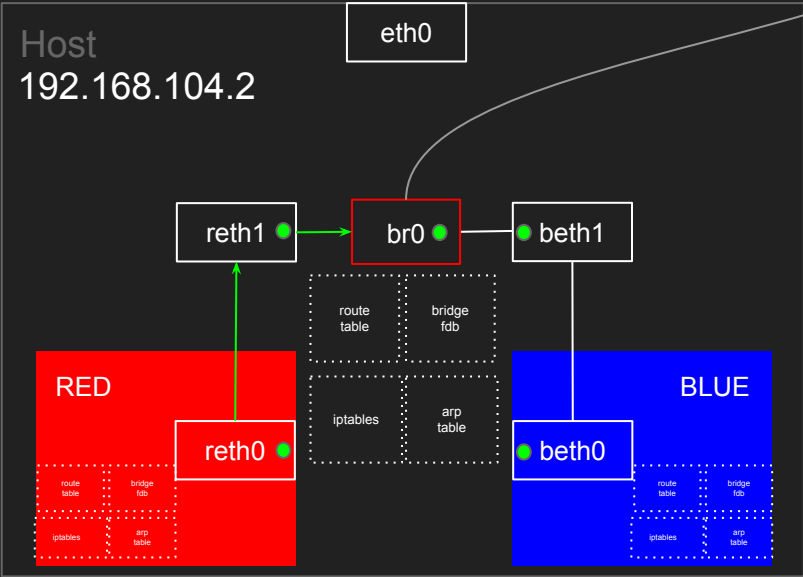 eth0
Host
192.168.104.2
reth1
br0
beth1
route
table
bridge
fdb
iptables
arp
table
RED
reth0
route
table
bridge
fdb
iptables
arp
table
BLUE
beth0
route
table
bridge
fdb
iptables
arp
table